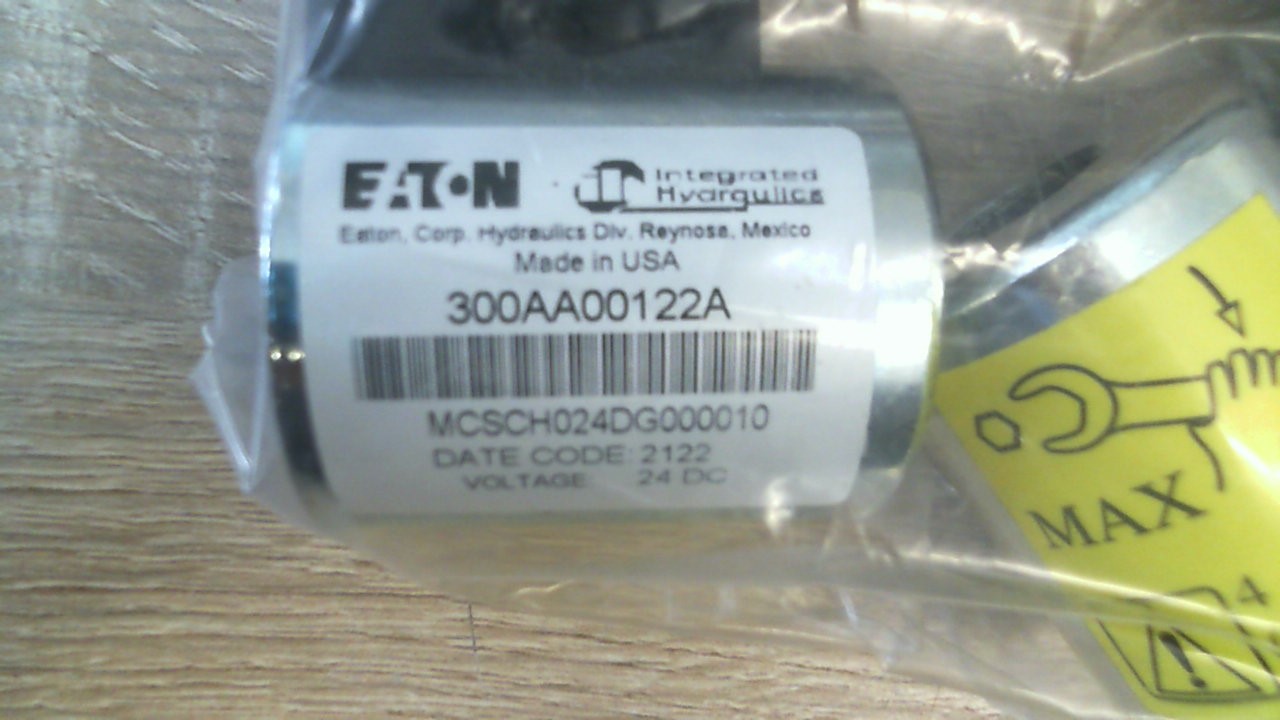 EATON
Integrated
Hydraulics
Eaton, Corp. Hydraulics Div. Reynosa, Mexico
Made in USA
300AA00122A
MCSCH024DG000010
DATE CODE: 2122
VOLTAGE 24 DC
MAX
4